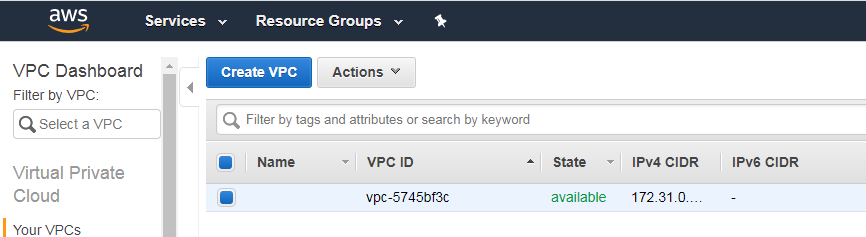 aws Services Resource Groups
VPC Dashboard
Filter by VPC:
Select a VPC
Virtual Private
Cloud
Your VPCs
Create VPC Actions
Filter by tags and attributes or search by keyword
Name VPC ID State IPv4 CIDR IPv6 CIDR
vpc-5745bf3c available 172.31.0.... -